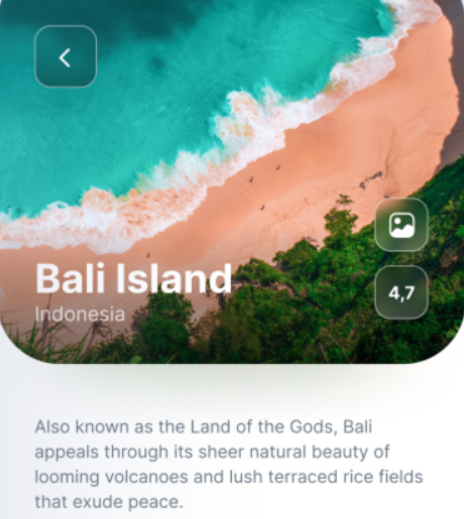 Bali Island
Indonesia
4,7
Also known as the Land of the Gods, Bali
appeals through its sheer natural beauty of
looming volcanoes and lush terraced rice fields
that exude peace.